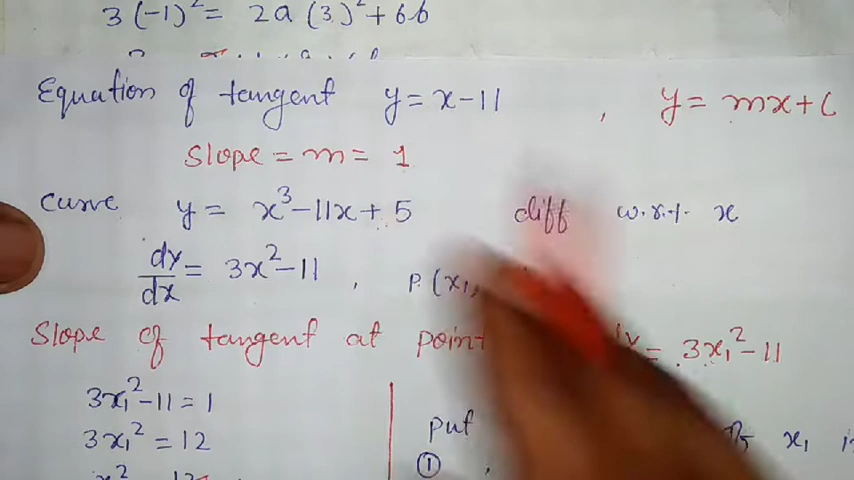 3(-1)² = 2a(3)² + 6b
Equation of tangent y = x-11 , y = mx+c
Slope = m = 1
Curve y = x³-11x+5 diff w.r.t. x
dy/dx = 3x²-11 , P(x₁,
Slope of tangent at point = 3x₁²-11
3x₁²-11 = 1
3x₁² = 12
put x₁
①,